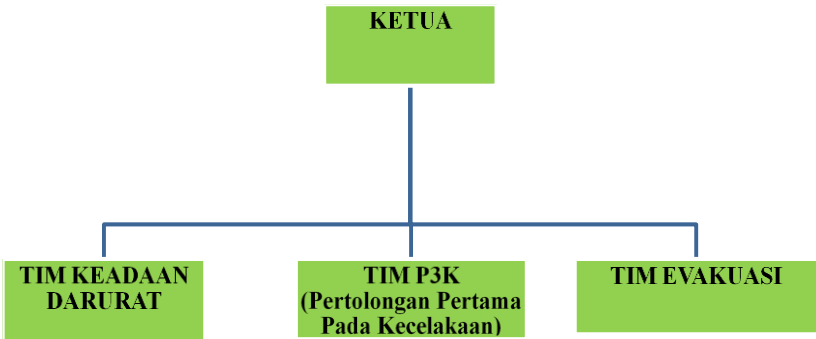 KETUA
TIM KEADAAN
DARURAT
TIM P3K
(Pertolongan Pertama
Pada Kecelakaan)
TIM EVAKUASI